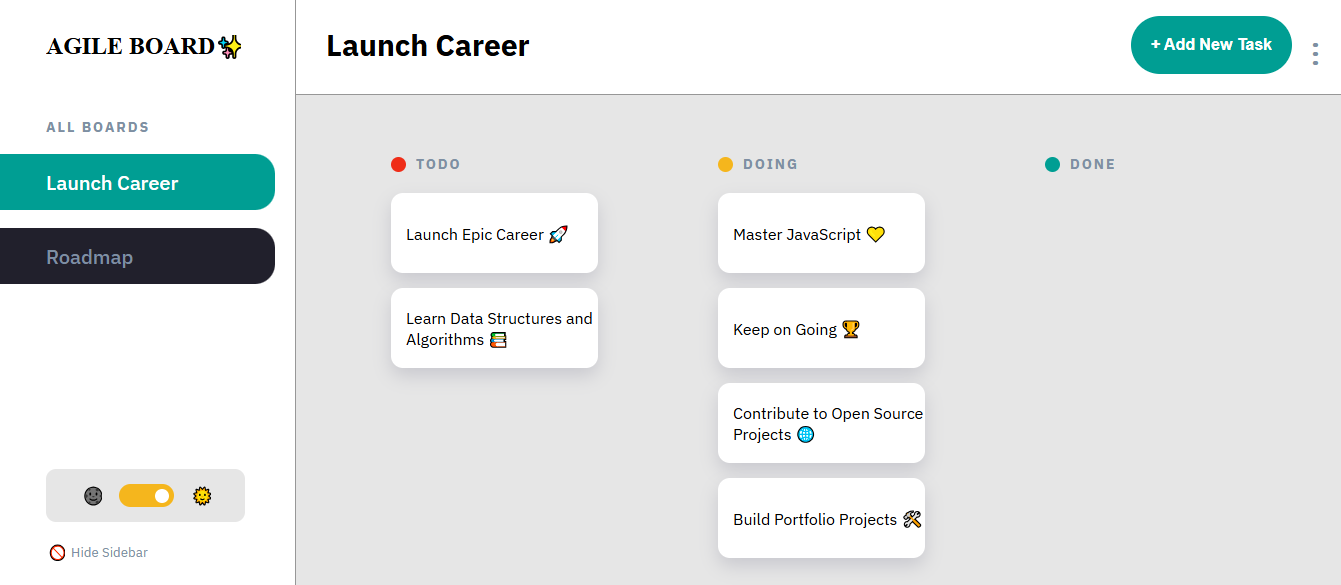 AGILE BOARD✨
Launch Career
+ Add New Task
ALL BOARDS
Launch Career
Roadmap
🌚
🌞
🚫 Hide Sidebar
TODO
Launch Epic Career 🚀
Learn Data Structures and
Algorithms 📚
DOING
Master JavaScript 💛
Keep on Going 🏆
Contribute to Open Source
Projects 🌐
Build Portfolio Projects 🛠
DONE